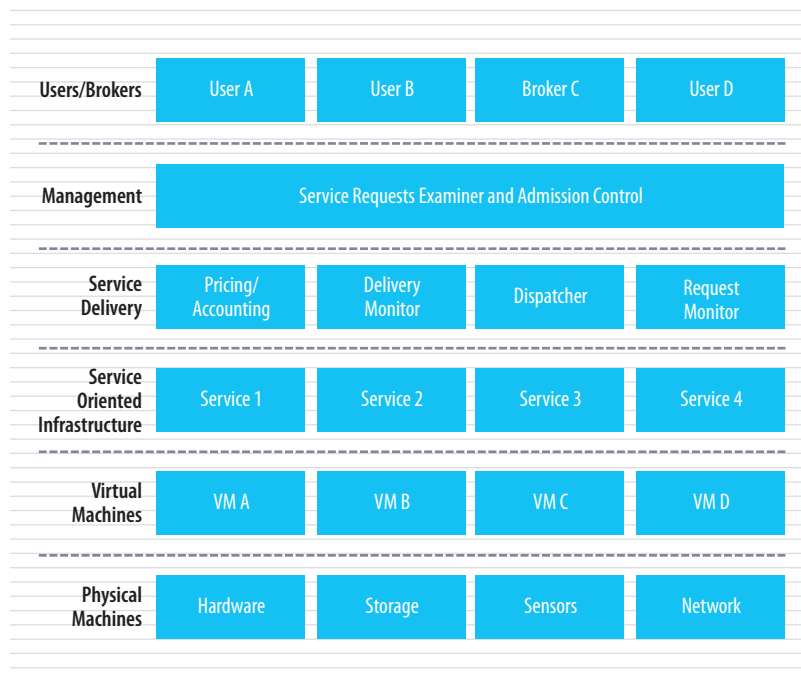 Users/Brokers
User A
User B
Broker C
User D
Management
Service Requests Examiner and Admission Control
Service
Delivery
Pricing/
Accounting
Delivery
Monitor
Dispatcher
Request
Monitor
Service
Oriented
Infrastructure
Service 1
Service 2
Service 3
Service 4
Virtual
Machines
VM A
VM B
VM C
VM D
Physical
Machines
Hardware
Storage
Sensors
Network